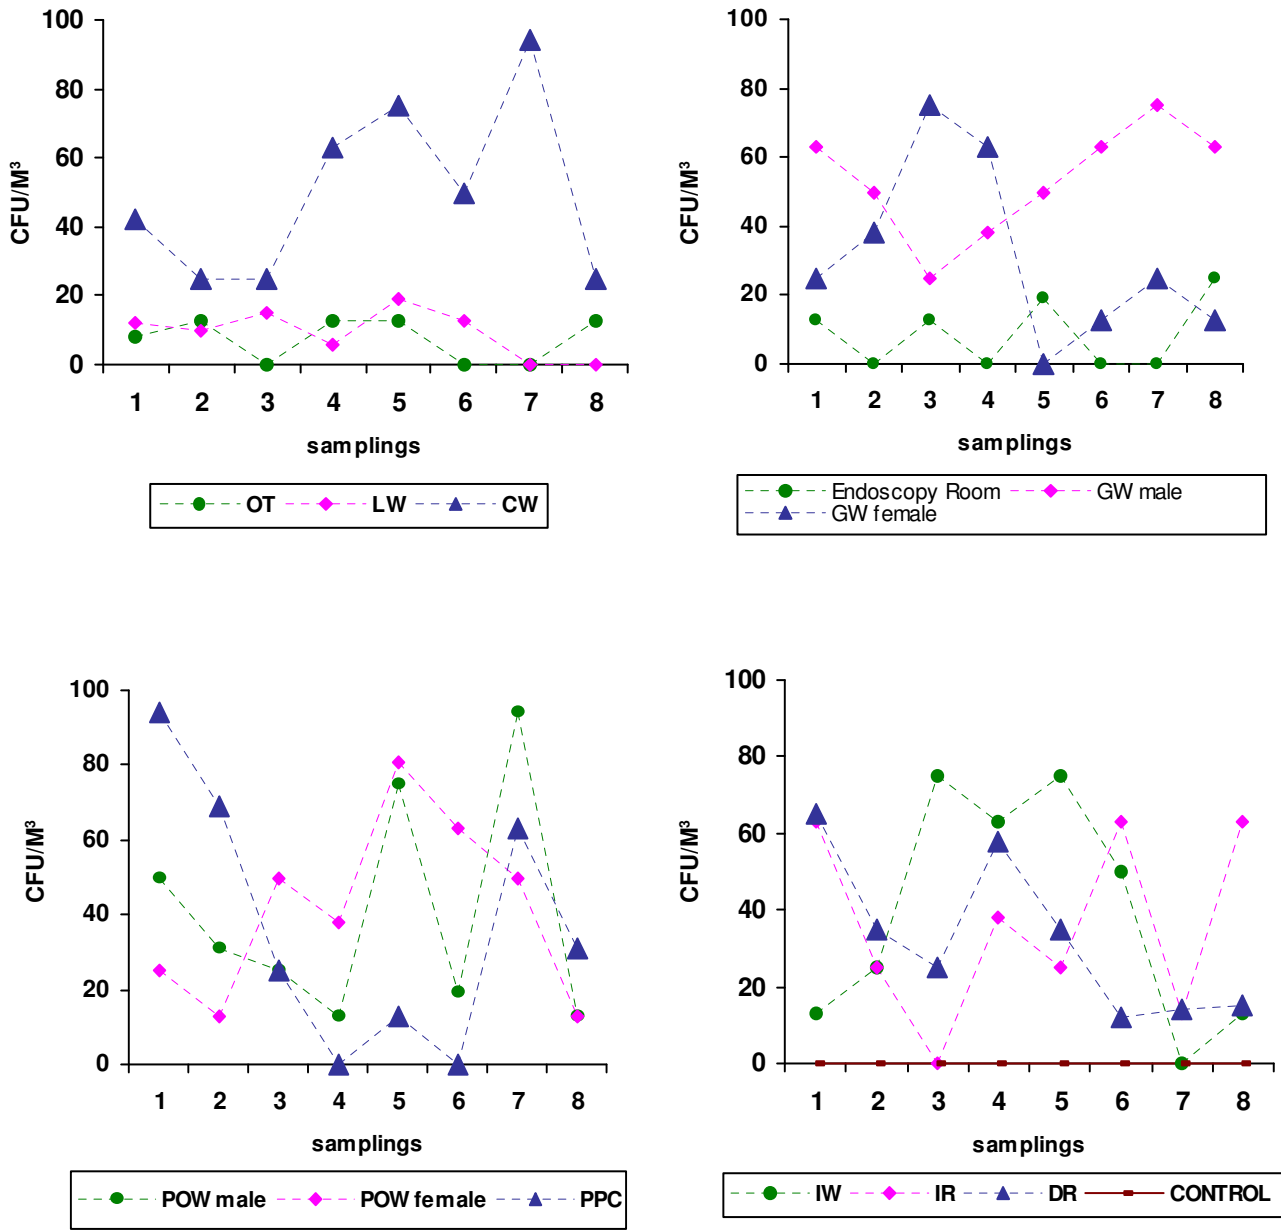 100
80
60
40
20
0
CFU/M³
1 2 3 4 5 6 7 8
samplings
OT LW CW
100
80
60
40
20
0
CFU/M³
1 2 3 4 5 6 7 8
samplings
Endoscopy Room GW male
GW female
100
80
60
40
20
0
CFU/M³
1 2 3 4 5 6 7 8
samplings
POW male POW female PPC
100
80
60
40
20
0
CFU/M³
1 2 3 4 5 6 7 8
samplings
IW IR DR CONTROL